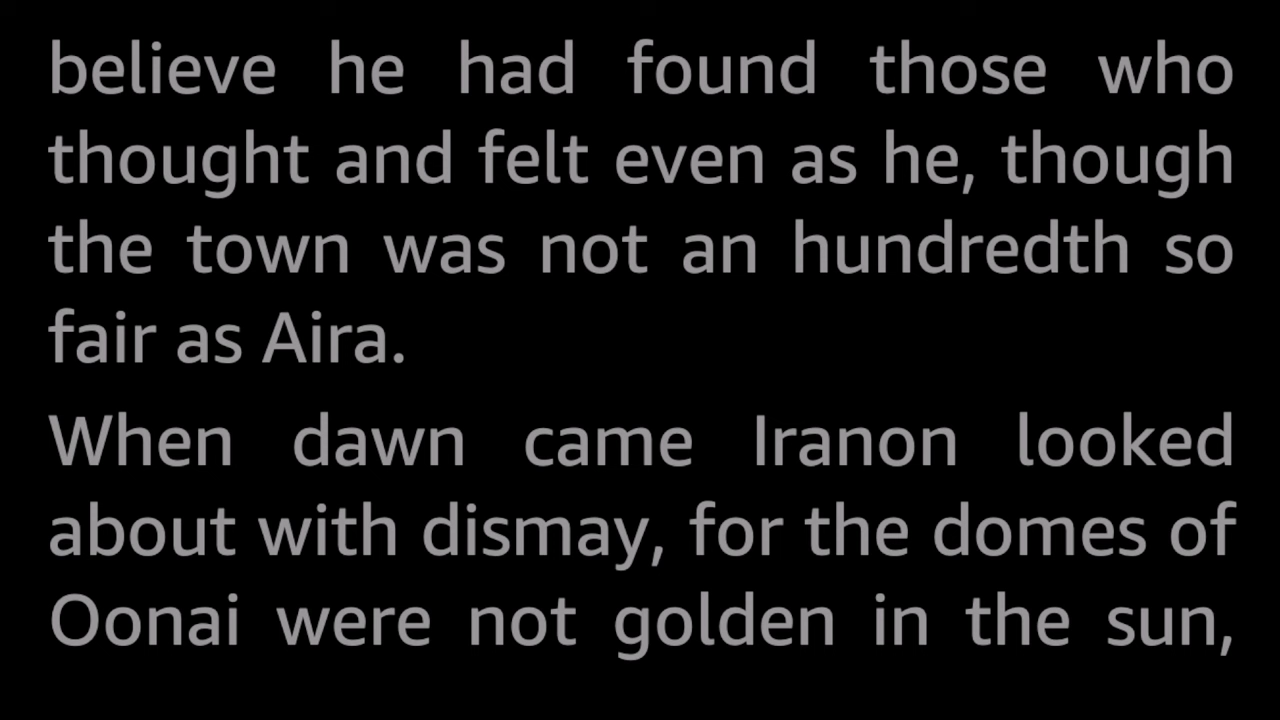 believe he had found those who
thought and felt even as he, though
the town was not an hundredth so
fair as Aira.
When dawn came Iranon looked
about with dismay, for the domes of
Oonai were not golden in the sun,